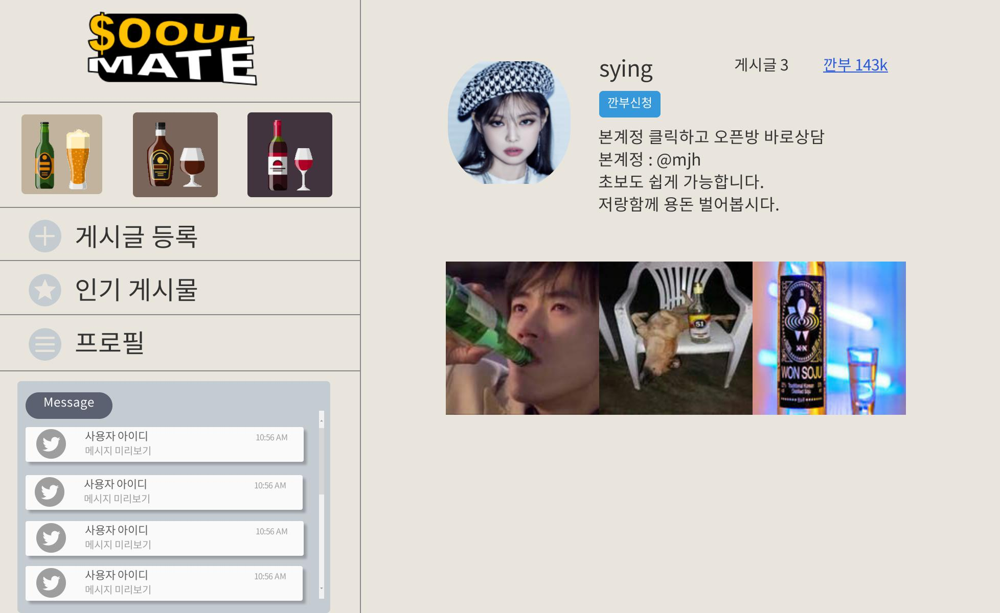 $OOUL
MATE
게시글 등록
인기 게시물
프로필
Message
사용자 아이디 10:56 AM
메시지 미리보기
사용자 아이디 10:56 AM
메시지 미리보기
사용자 아이디 10:56 AM
메시지 미리보기
사용자 아이디 10:56 AM
메시지 미리보기
sying 게시글 3 깐부 143k
깐부신청
본계정 클릭하고 오픈방 바로상담
본계정 : @mjh
초보도 쉽게 가능합니다.
저랑함께 용돈 벌어봅시다.
51
WON SOJU
Traditional Korean
Distilled Soju